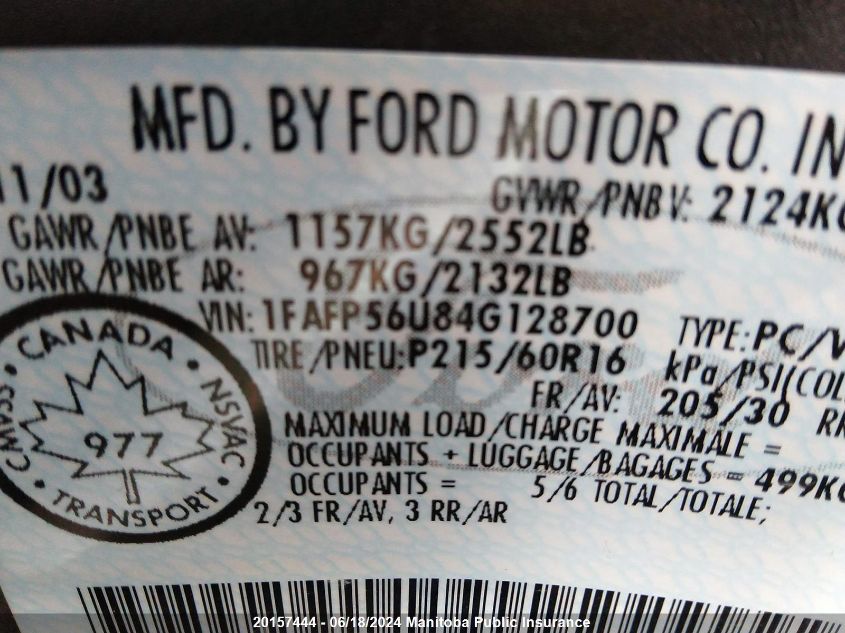 MFD. BY FORD MOTOR CO. IN
11/03
GVWR/PNBV: 2124KG
GAWR/PNBE AV: 1157KG/2552LB
GAWR/PNBE AR: 967KG/2132LB
VIN: 1FAFP56U84G128700
TYPE: PC/V
TIRE/PNEU: P215/60R16
kPa/PSI(COL
FR/AV: 205/30 RR
MAXIMUM LOAD/CHARGE MAXIMALE =
OCCUPANTS + LUGGAGE/BAGAGES = 499KG
OCCUPANTS = 5/6 TOTAL/TOTALE;
2/3 FR/AV, 3 RR/AR
CANADA
CMVSS NSVAC
977
TRANSPORT
20157444 - 06/18/2024 Manitoba Public Insurance